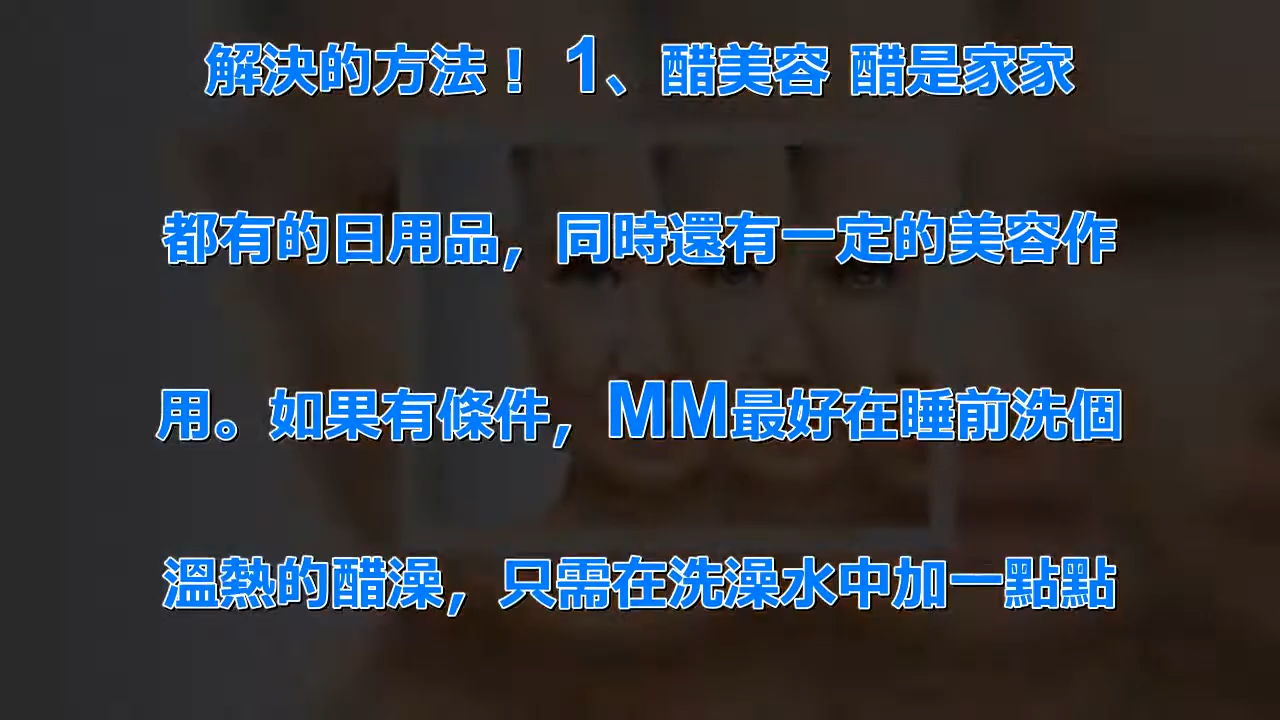 解決的方法！ 1、醋美容 醋是家家
都有的日用品，同時還有一定的美容作
用。如果有條件，MM最好在睡前洗個
溫熱的醋澡，只需在洗澡水中加一點點